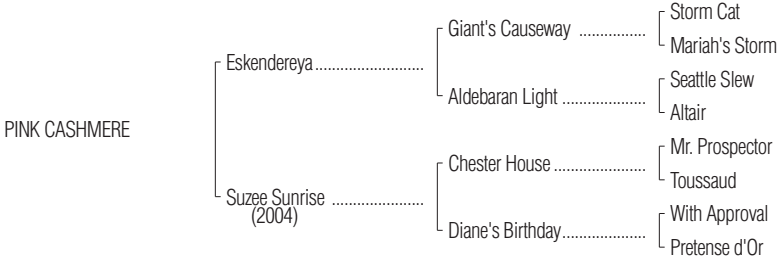 Storm Cat
Giant's Causeway ................
Mariah's Storm
Eskendereya..........................
Seattle Slew
Aldebaran Light ....................
Altair
PINK CASHMERE
Mr. Prospector
Chester House ......................
Toussaud
Suzee Sunrise ......................
(2004)
With Approval
Diane's Birthday....................
Pretense d'Or